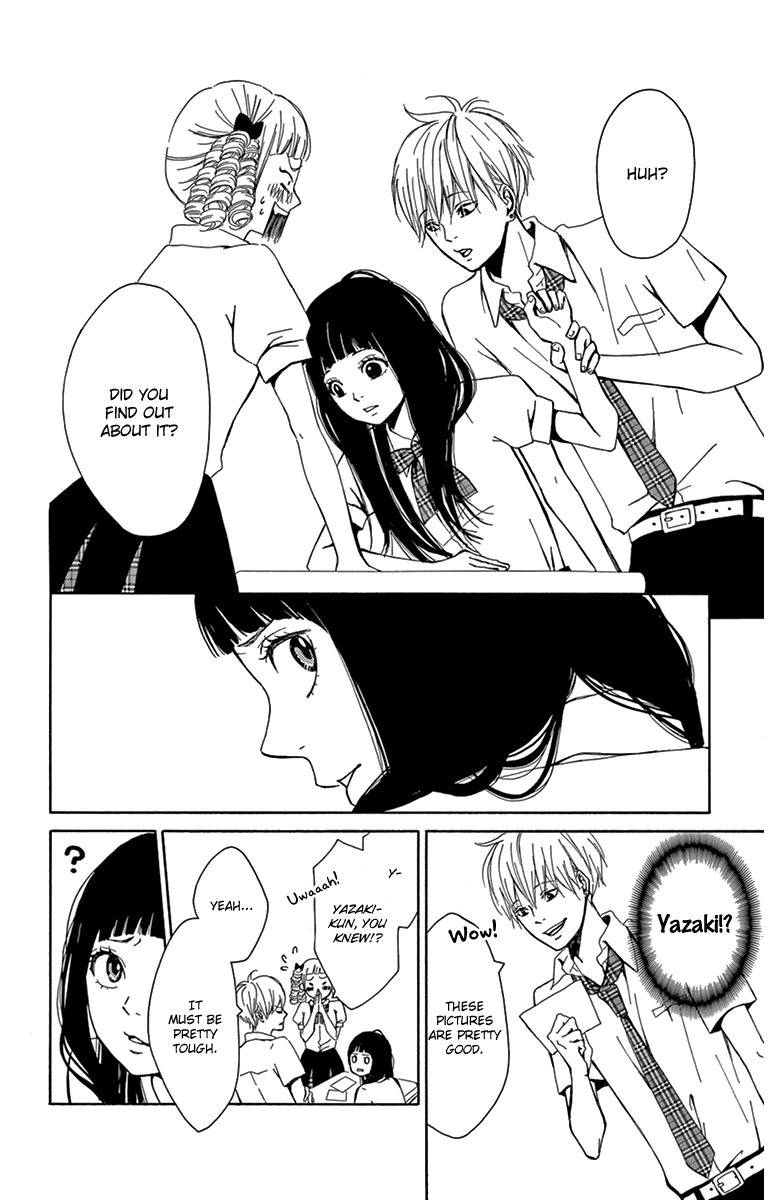 HUH?
DID YOU
FIND OUT
ABOUT IT?
Yazaki!?
Wow!
THESE
PICTURES
ARE PRETTY
GOOD.
Y-
YAZAKI-
KUN, YOU
KNEW!?
Uwaaah!
YEAH...
IT
MUST BE
PRETTY
TOUGH.
?